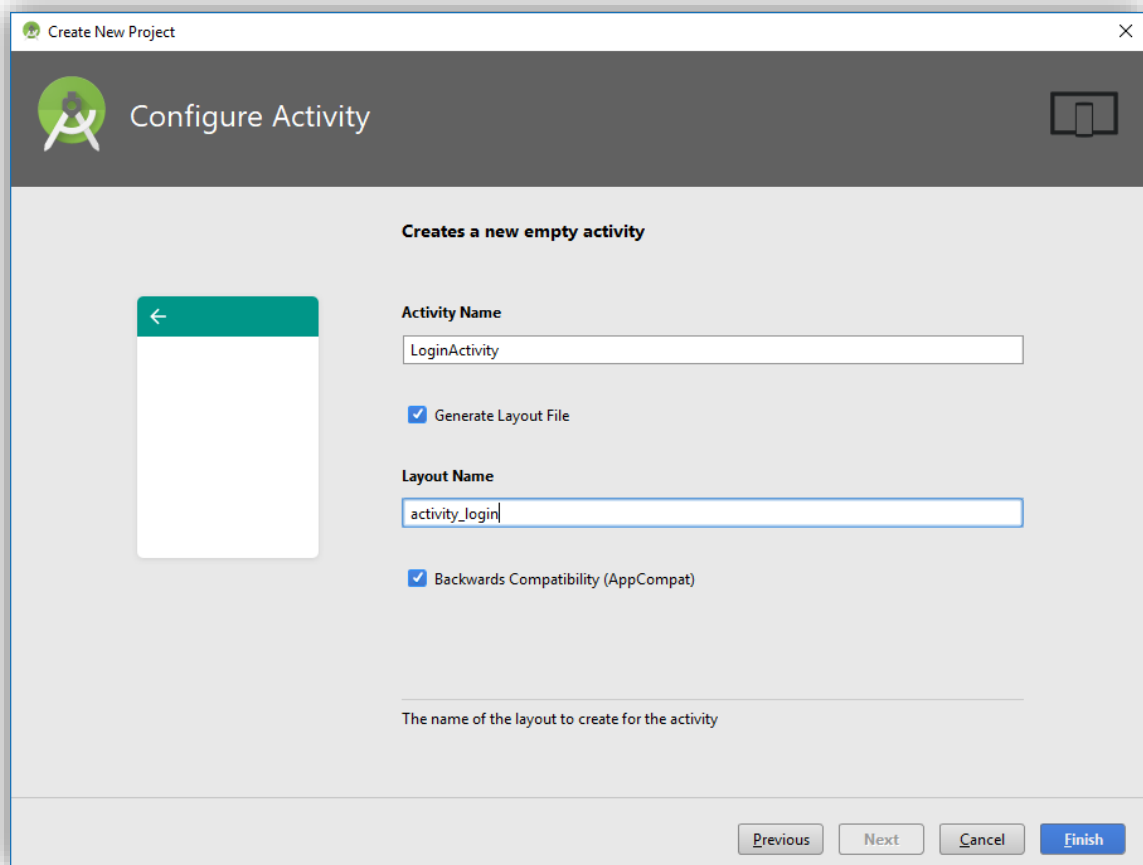 Create New Project
Configure Activity
Creates a new empty activity
Activity Name
LoginActivity
Generate Layout File
Layout Name
activity_login
Backwards Compatibility (AppCompat)
The name of the layout to create for the activity
Previous Next Cancel Finish